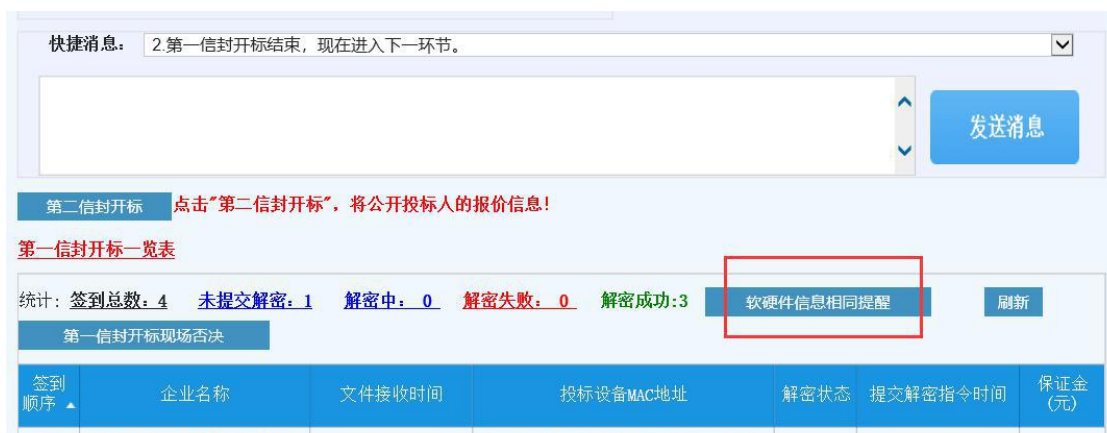 快捷消息： 2.第一信封开标结束，现在进入下一环节。
发送消息
第二信封开标 点击"第二信封开标"，将公开投标人的报价信息！
第一信封开标一览表
统计：签到总数：4 未提交解密：1 解密中： 0 解密失败： 0 解密成功:3 软硬件信息相同提醒 刷新
第一信封开标现场否决
签到顺序 企业名称 文件接收时间 投标设备MAC地址 解密状态 提交解密指令时间 保证金(元)